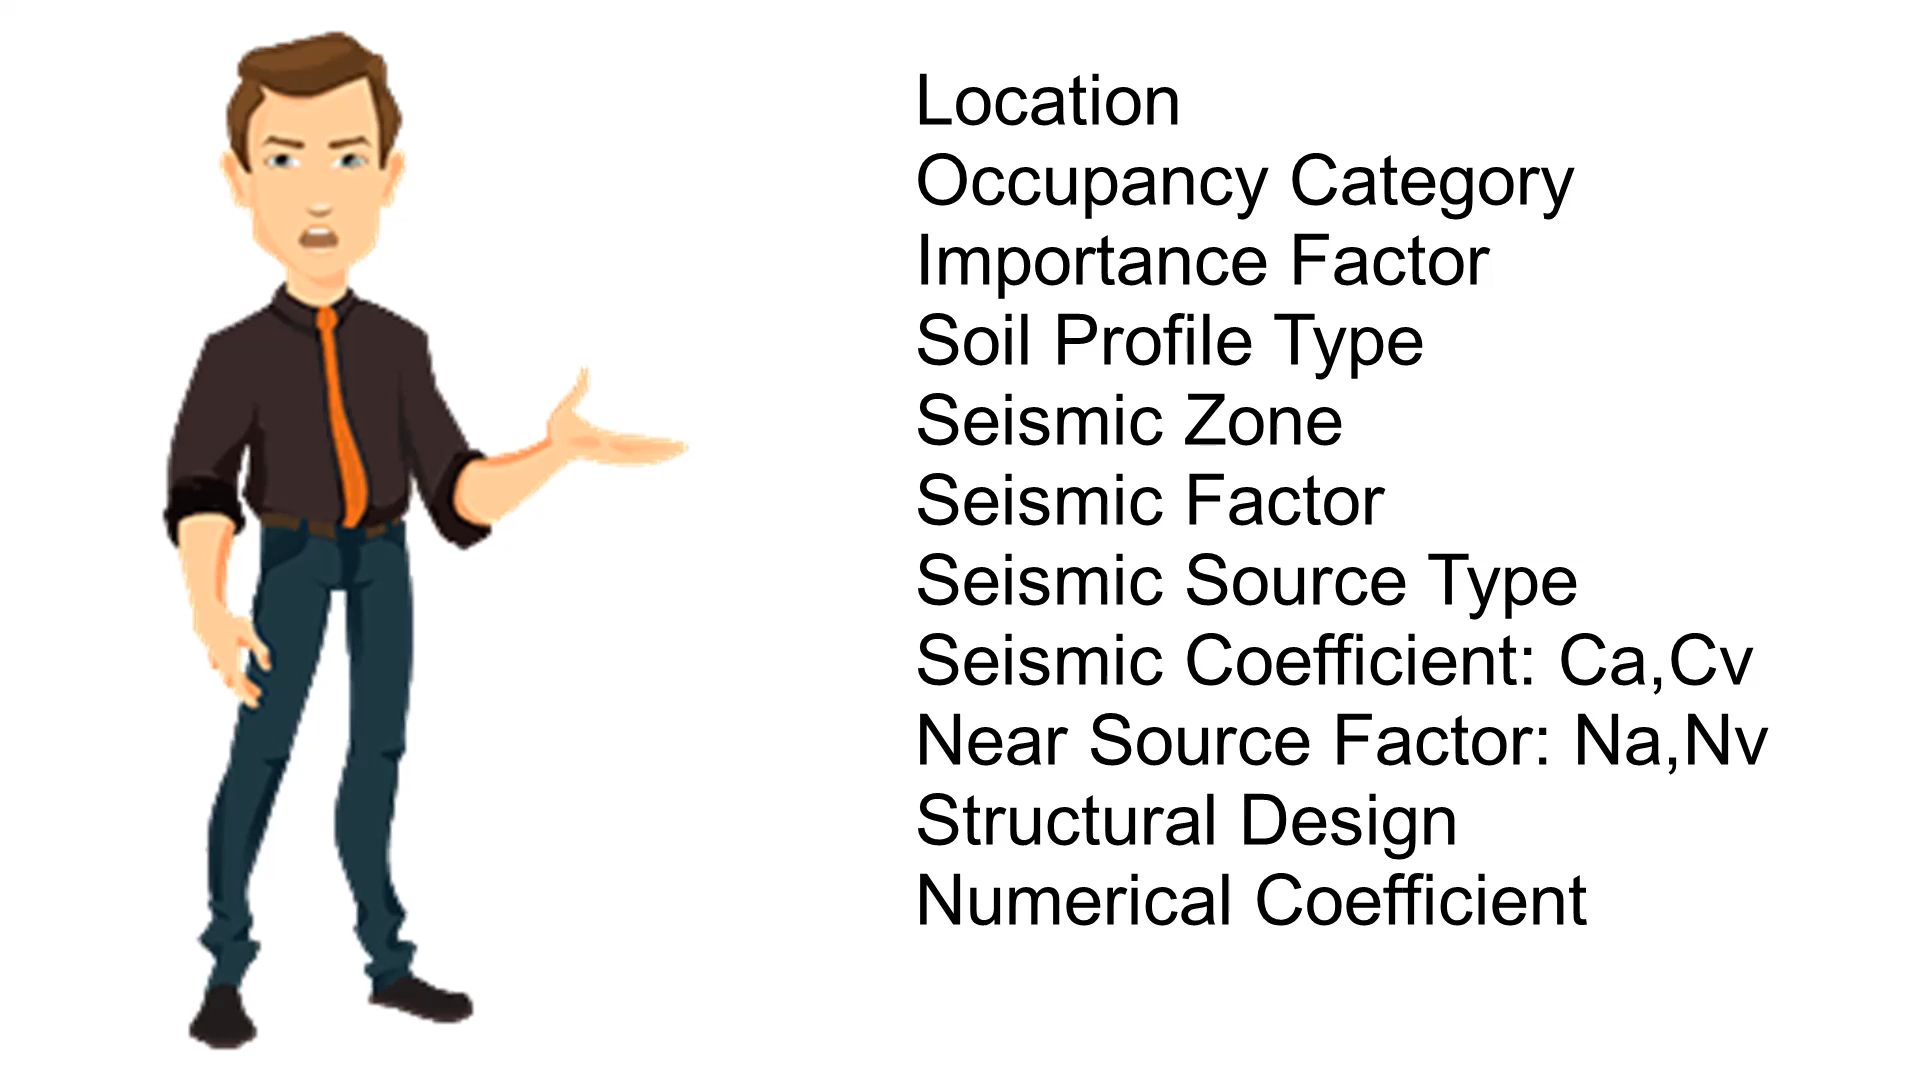 Location
Occupancy Category
Importance Factor
Soil Profile Type
Seismic Zone
Seismic Factor
Seismic Source Type
Seismic Coefficient: Ca,Cv
Near Source Factor: Na,Nv
Structural Design
Numerical Coefficient